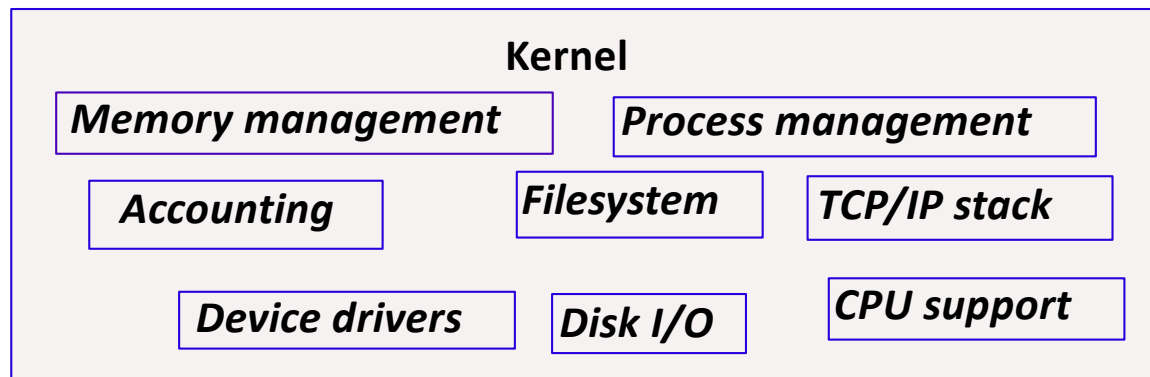 Kernel
Memory management
Process management
Accounting
Filesystem
TCP/IP stack
Device drivers
Disk I/O
CPU support